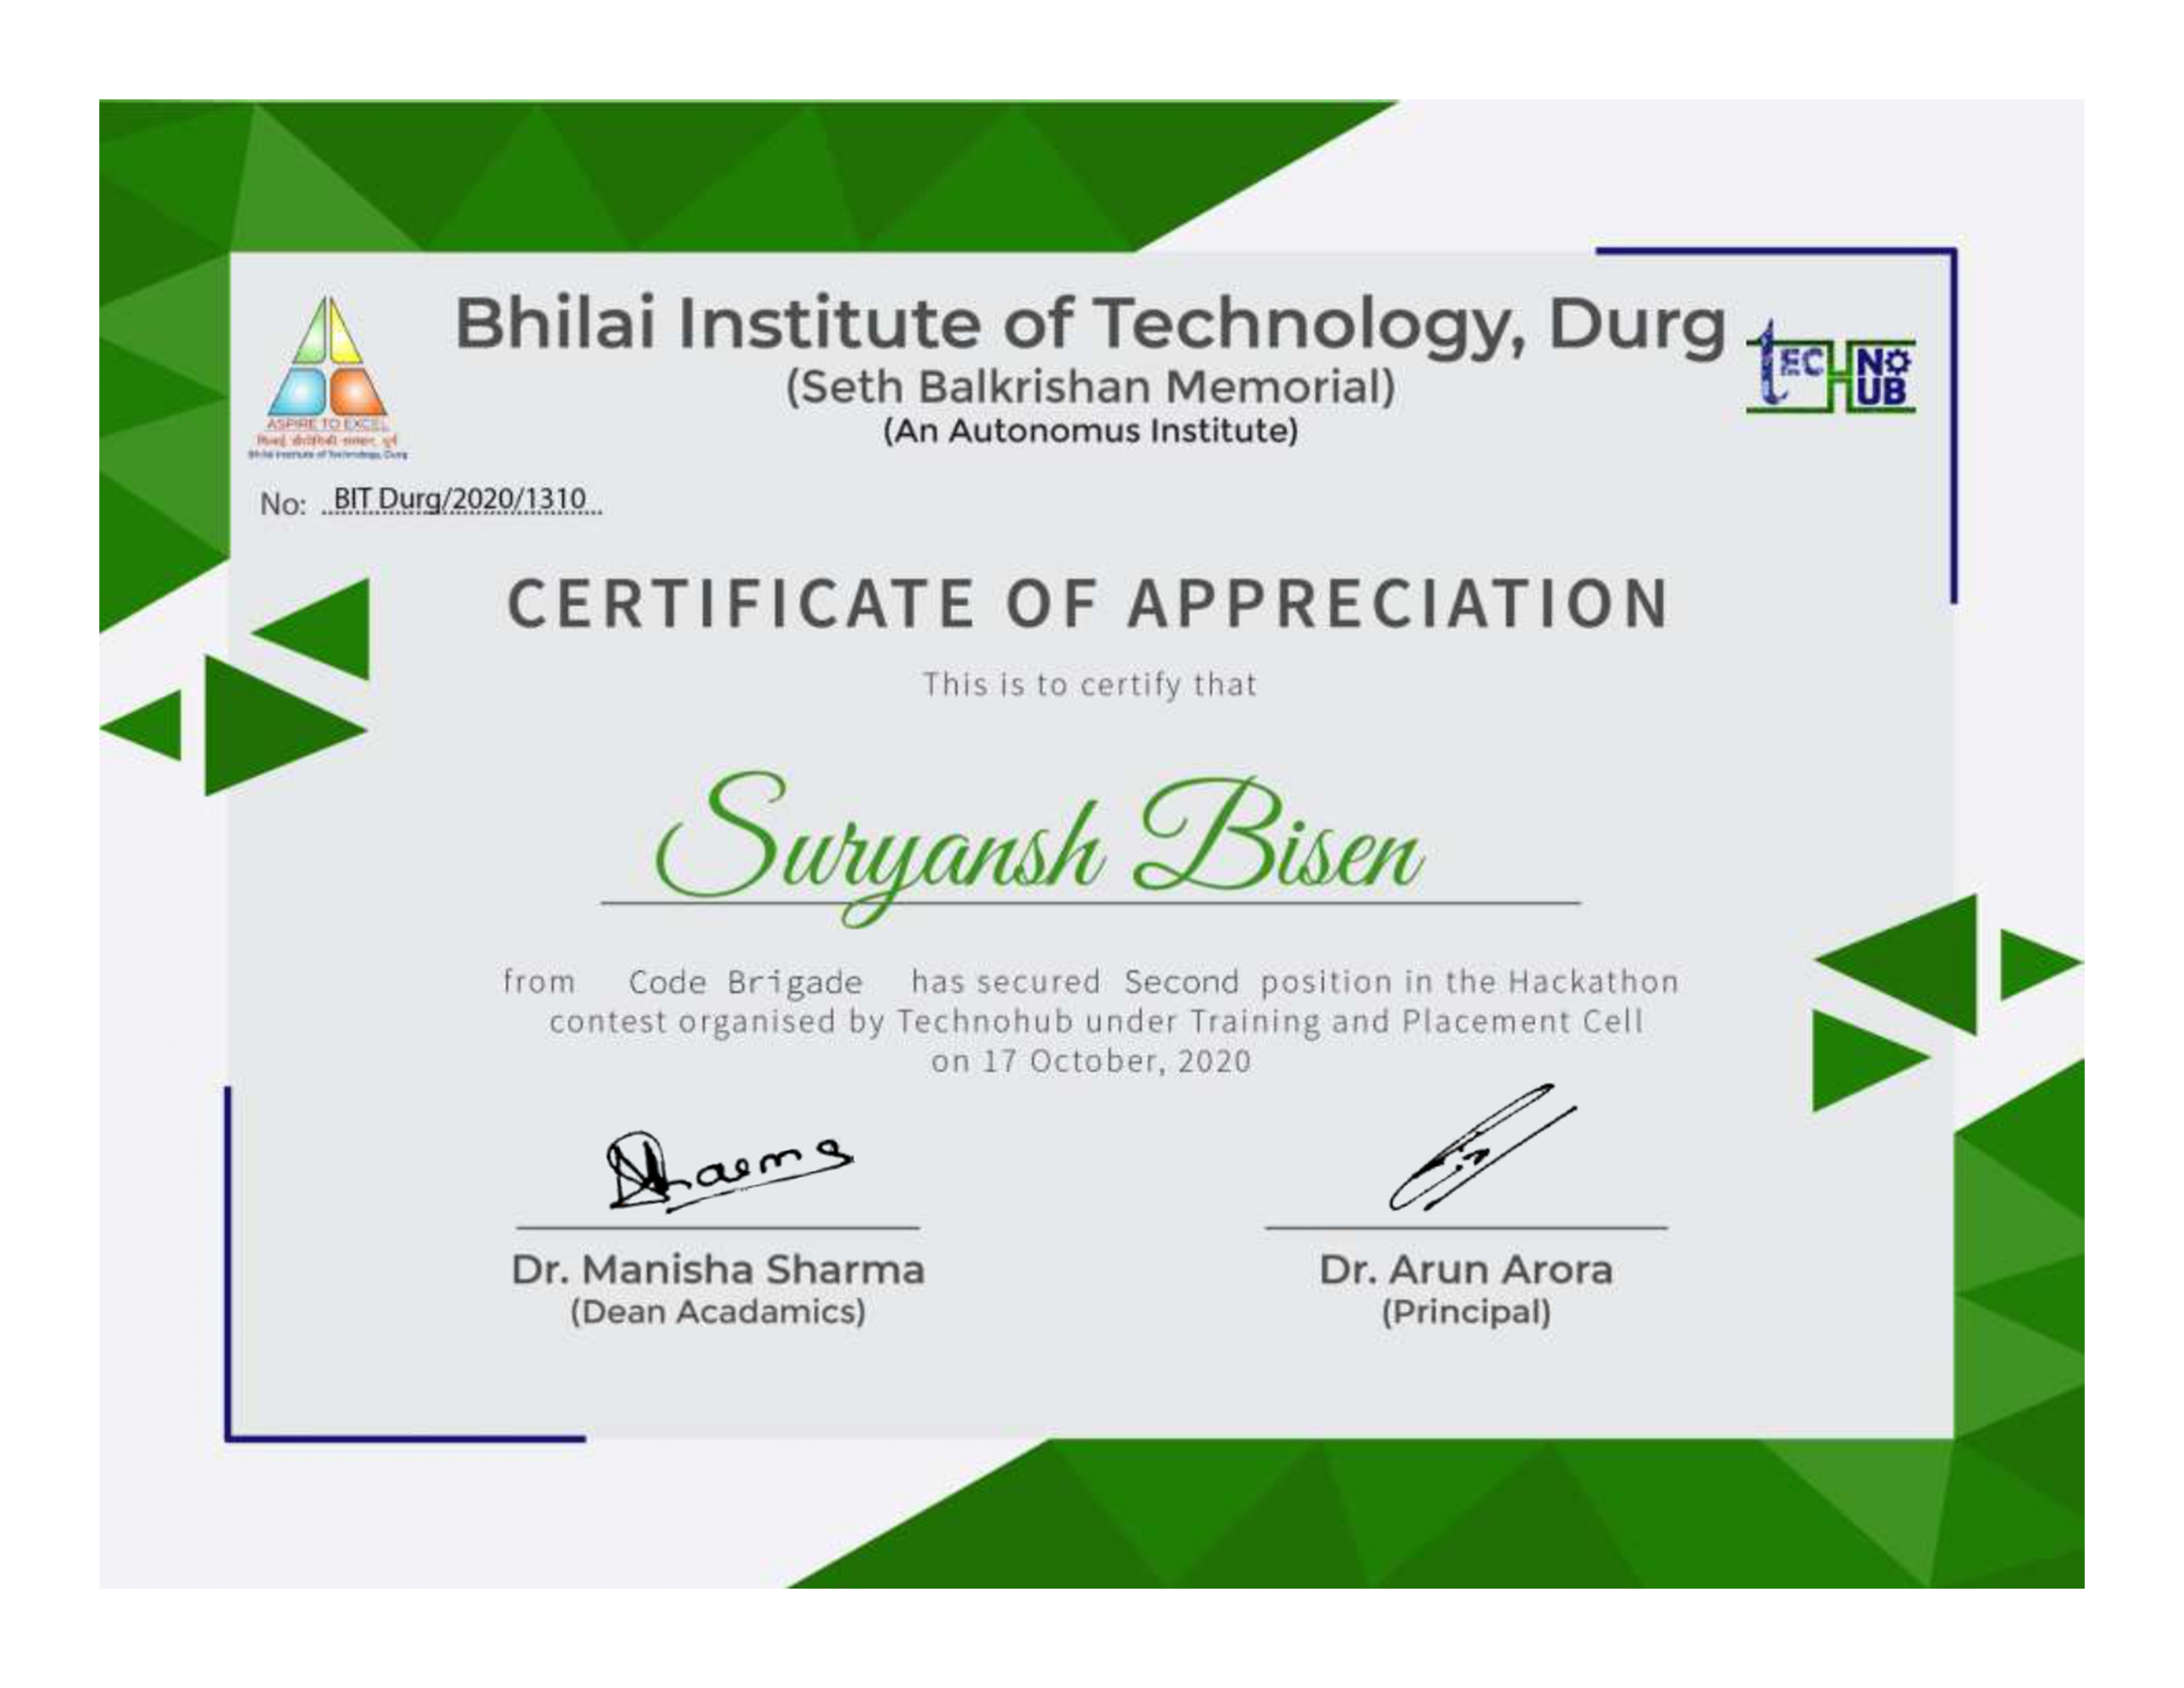 Bhilai Institute of Technology, Durg
(Seth Balkrishan Memorial)
(An Autonomus Institute)
TECHNO HUB
ASPIRE TO EXCEL
भिलाई प्रौद्योगिकी संस्थान, दुर्ग
Bhilai Institute of Technology, Durg
No: BIT Durg/2020/1310
CERTIFICATE OF APPRECIATION
This is to certify that
Suryansh Bisen
from Code Brigade has secured Second position in the Hackathon
contest organised by Technohub under Training and Placement Cell
on 17 October, 2020
Sharma
Dr. Manisha Sharma
(Dean Acadamics)
Dr. Arun Arora
(Principal)